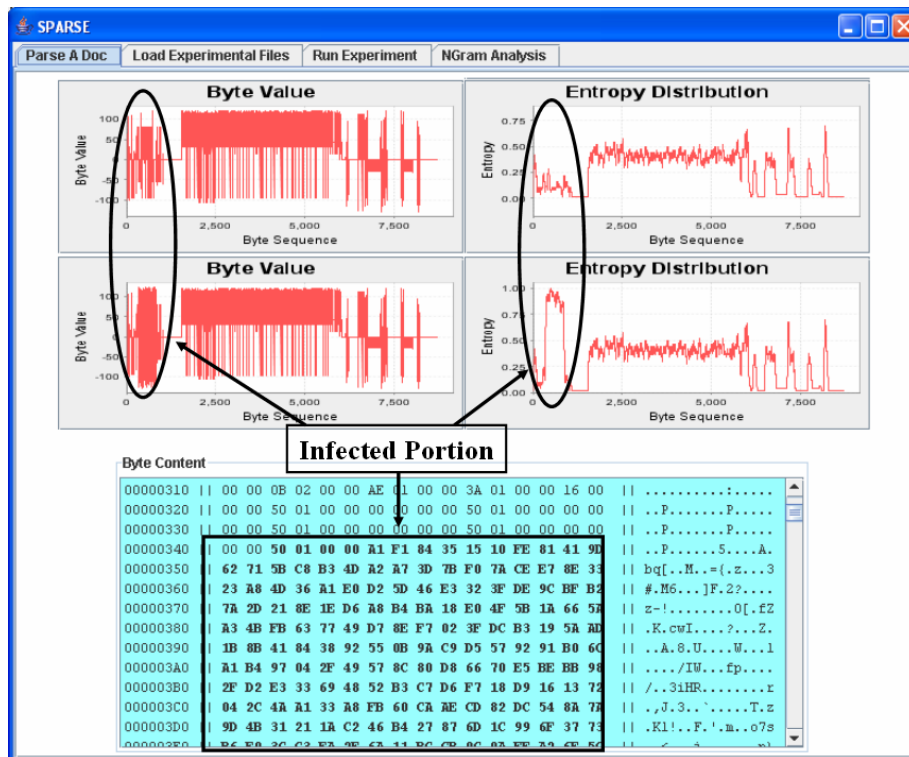 SPARSE
Parse A Doc Load Experimental Files Run Experiment NGram Analysis
Byte Value
Entropy Distribution
100
50
0
-50
-100
Byte Value
0 2,500 5,000 7,500
Byte Sequence
0.75
0.50
0.25
0.00
Entropy
0 2,500 5,000 7,500
Byte Sequence
Byte Value
Entropy Distribution
100
50
0
-50
-100
Byte Value
0 2,500 5,000 7,500
Byte Sequence
1.00
0.75
0.50
0.25
0.00
Entropy
0 2,500 5,000 7,500
Byte Sequence
Infected Portion
Byte Content
00000310 || 00 00 0B 02 00 00 AE 01 00 00 3A 01 00 00 16 00 || ..........:.....
00000320 || 00 00 50 01 00 00 00 00 00 00 50 01 00 00 00 00 || ..P.......P.....
00000330 || 00 00 50 01 00 00 00 00 00 00 50 01 00 00 00 00 || ..P.......P.....
00000340 || 00 00 50 01 00 00 A1 F1 84 35 15 10 FE 81 41 9D || ..P......5....A.
00000350 || 62 71 5B C8 B3 4D A2 A7 3D 7B F0 7A CE E7 8E 33 || bq[..M..={.z...3
00000360 || 23 A8 4D 36 A1 E0 D2 5D 46 E3 32 3F DE 9C BF B2 || #.M6...]F.2?....
00000370 || 7A 2D 21 8E 1E D6 A8 B4 BA 18 E0 4F 5B 1A 66 5A || z-!........O[.fZ
00000380 || A3 4B FB 63 77 49 D7 8E F7 02 3F DC B3 19 5A AD || .K.cwI....?...Z.
00000390 || 1B 8B 41 84 38 92 55 0B 9A C9 D5 57 92 91 B0 6C || ..A.8.U....W...l
000003A0 || A1 B4 97 04 2F 49 57 8C 80 D8 66 70 E5 BE BB 98 || ..../IW...fp....
000003B0 || 2F D2 E3 33 69 48 52 B3 C7 D6 F7 18 D9 16 13 72 || /..3iHR........r
000003C0 || 04 2C 4A A1 33 A8 FB 60 CA AE CD 82 DC 54 8A 7A || .,J.3..`.....T.z
000003D0 || 9D 4B 31 21 1A C2 46 B4 27 87 6D 1C 99 6F 37 73 || .K1!..F.'.m..o7s